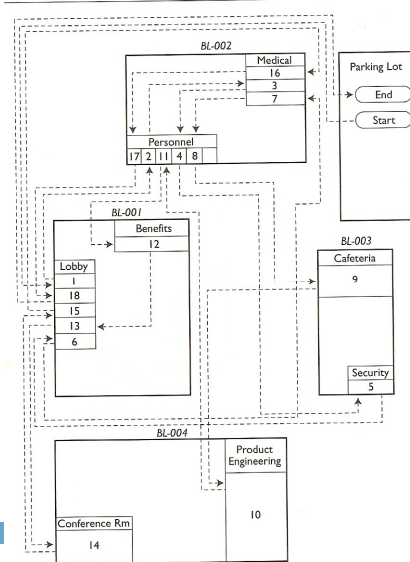 BL-002
Medical
16
3
7
Personnel
17 2 11 4 8
Parking Lot
End
Start
BL-001
Benefits
12
Lobby
1
18
15
13
6
BL-003
Cafeteria
9
Security
5
BL-004
Product
Engineering
10
Conference Rm
14